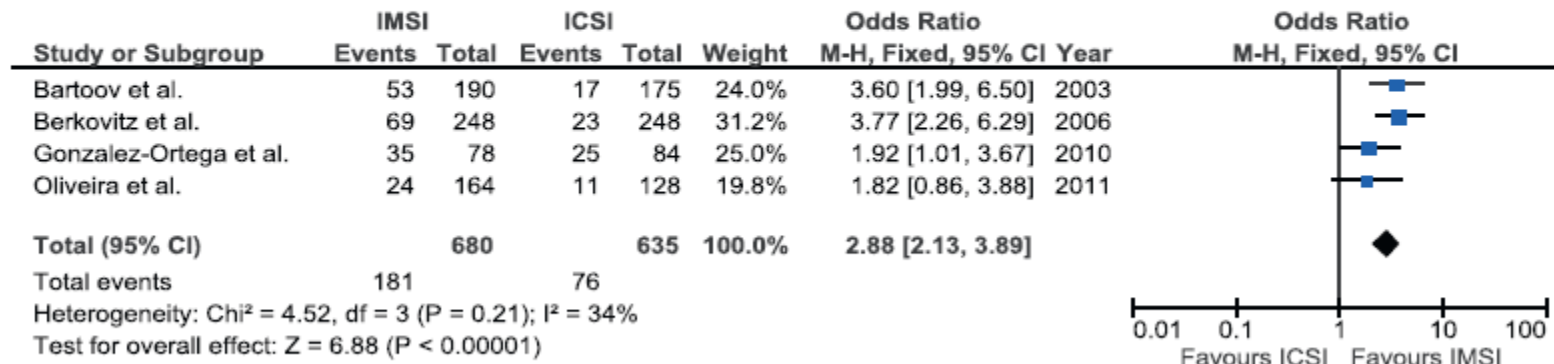 IMSI ICSI Odds Ratio Odds Ratio
Study or Subgroup Events Total Events Total Weight M-H, Fixed, 95% CI Year M-H, Fixed, 95% CI
Bartoov et al. 53 190 17 175 24.0% 3.60 [1.99, 6.50] 2003
Berkovitz et al. 69 248 23 248 31.2% 3.77 [2.26, 6.29] 2006
Gonzalez-Ortega et al. 35 78 25 84 25.0% 1.92 [1.01, 3.67] 2010
Oliveira et al. 24 164 11 128 19.8% 1.82 [0.86, 3.88] 2011
Total (95% CI) 680 635 100.0% 2.88 [2.13, 3.89]
Total events 181 76
Heterogeneity: Chi² = 4.52, df = 3 (P = 0.21); I² = 34%
Test for overall effect: Z = 6.88 (P < 0.00001)
0.01 0.1 1 10 100
Favours ICSI Favours IMSI